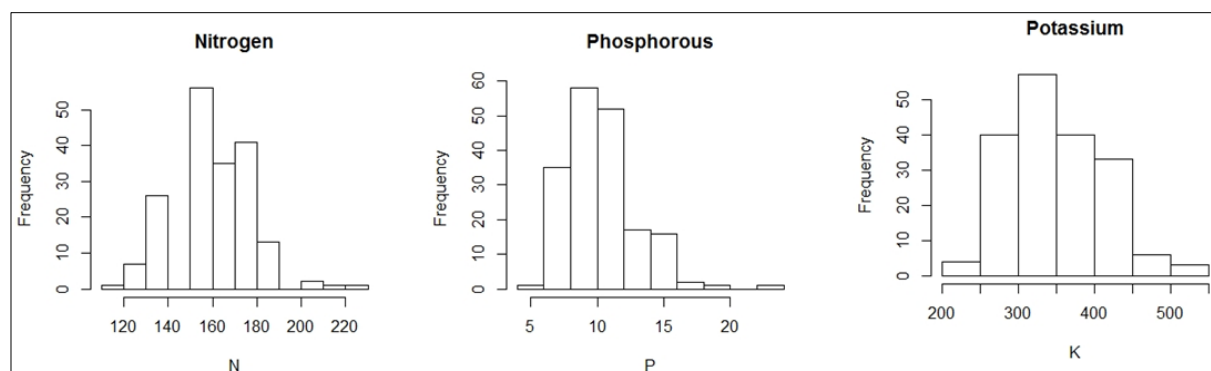 Nitrogen
Frequency
0 10 20 30 40 50
120 140 160 180 200 220
N
Phosphorous
Frequency
0 10 20 30 40 50 60
5 10 15 20
P
Potassium
Frequency
0 10 20 30 40 50
200 300 400 500
K